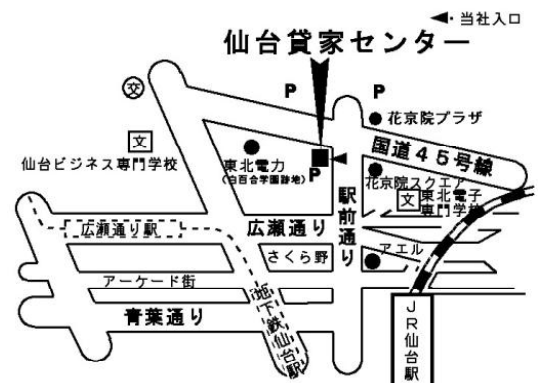 ◀・当社入口
仙台貸家センター
P
P
交
花京院プラザ
文
仙台ビジネス専門学校
東北電力
(白百合学園跡地)
P
国道45号線
花京院スクエア
文
東北電子
専門学校
駅前通り
広瀬通り駅
広瀬通り
さくら野
アエル
アーケード街
青葉通り
地下鉄仙台駅
JR仙台駅